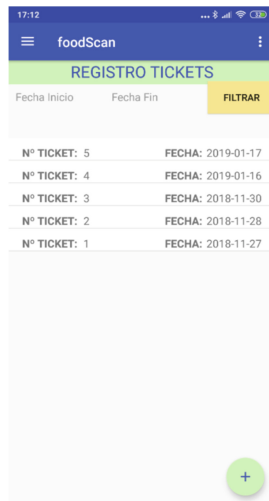 17:12
foodScan
REGISTRO TICKETS
Fecha Inicio Fecha Fin FILTRAR
Nº TICKET: 5 FECHA: 2019-01-17
Nº TICKET: 4 FECHA: 2019-01-16
Nº TICKET: 3 FECHA: 2018-11-30
Nº TICKET: 2 FECHA: 2018-11-28
Nº TICKET: 1 FECHA: 2018-11-27
+